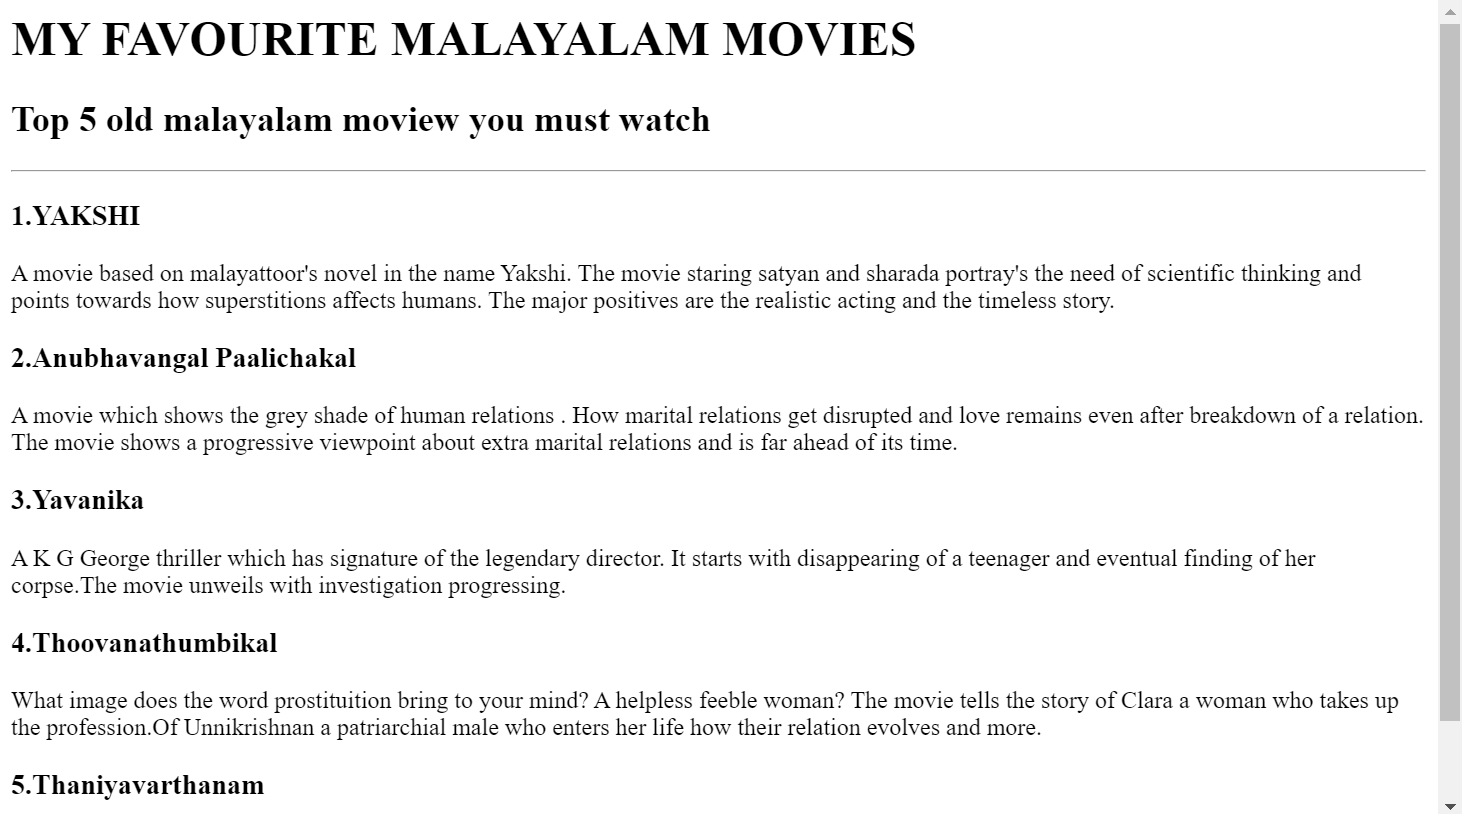 MY FAVOURITE MALAYALAM MOVIES
Top 5 old malayalam moview you must watch
1.YAKSHI
A movie based on malayattoor's novel in the name Yakshi. The movie staring satyan and sharada portray's the need of scientific thinking and
points towards how superstitions affects humans. The major positives are the realistic acting and the timeless story.
2.Anubhavangal Paalichakal
A movie which shows the grey shade of human relations . How marital relations get disrupted and love remains even after breakdown of a relation.
The movie shows a progressive viewpoint about extra marital relations and is far ahead of its time.
3.Yavanika
A K G George thriller which has signature of the legendary director. It starts with disappearing of a teenager and eventual finding of her
corpse.The movie unweils with investigation progressing.
4.Thoovanathumbikal
What image does the word prostituition bring to your mind? A helpless feeble woman? The movie tells the story of Clara a woman who takes up
the profession.Of Unnikrishnan a patriarchial male who enters her life how their relation evolves and more.
5.Thaniyavarthanam